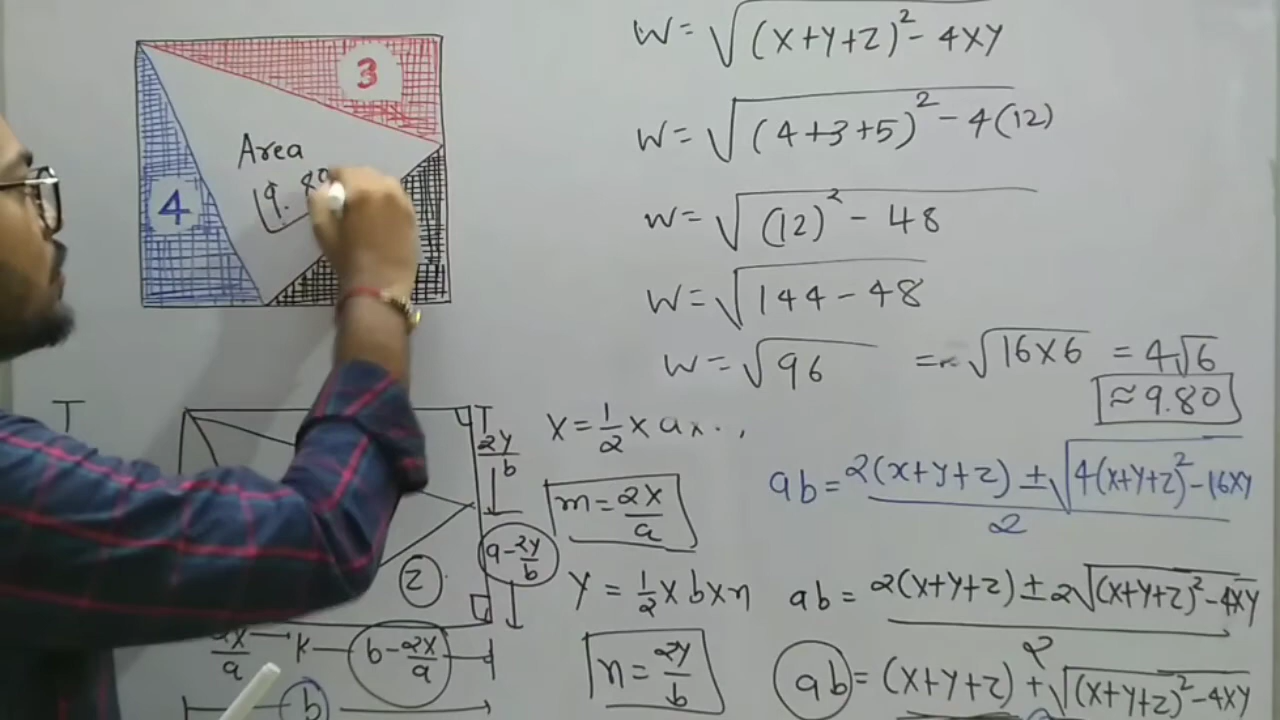 3
Area
9.80
4
W = √(x+y+z)² - 4xy
W = √(4+3+5)² - 4(12)
W = √(12)² - 48
W = √144 - 48
W = √96 = √16×6 = 4√6
≈ 9.80
T
T
2y/b
a - 2y/b
z
2x/a
k
b - 2x/a
b
x = 1/2 × a × ..
m = 2x/a
y = 1/2 × b × n
n = 2y/b
ab = 2(x+y+z) ± √4(x+y+z)² - 16xy / 2
ab = 2(x+y+z) ± 2√(x+y+z)² - 4xy / 2
ab = (x+y+z) + √(x+y+z)² - 4xy